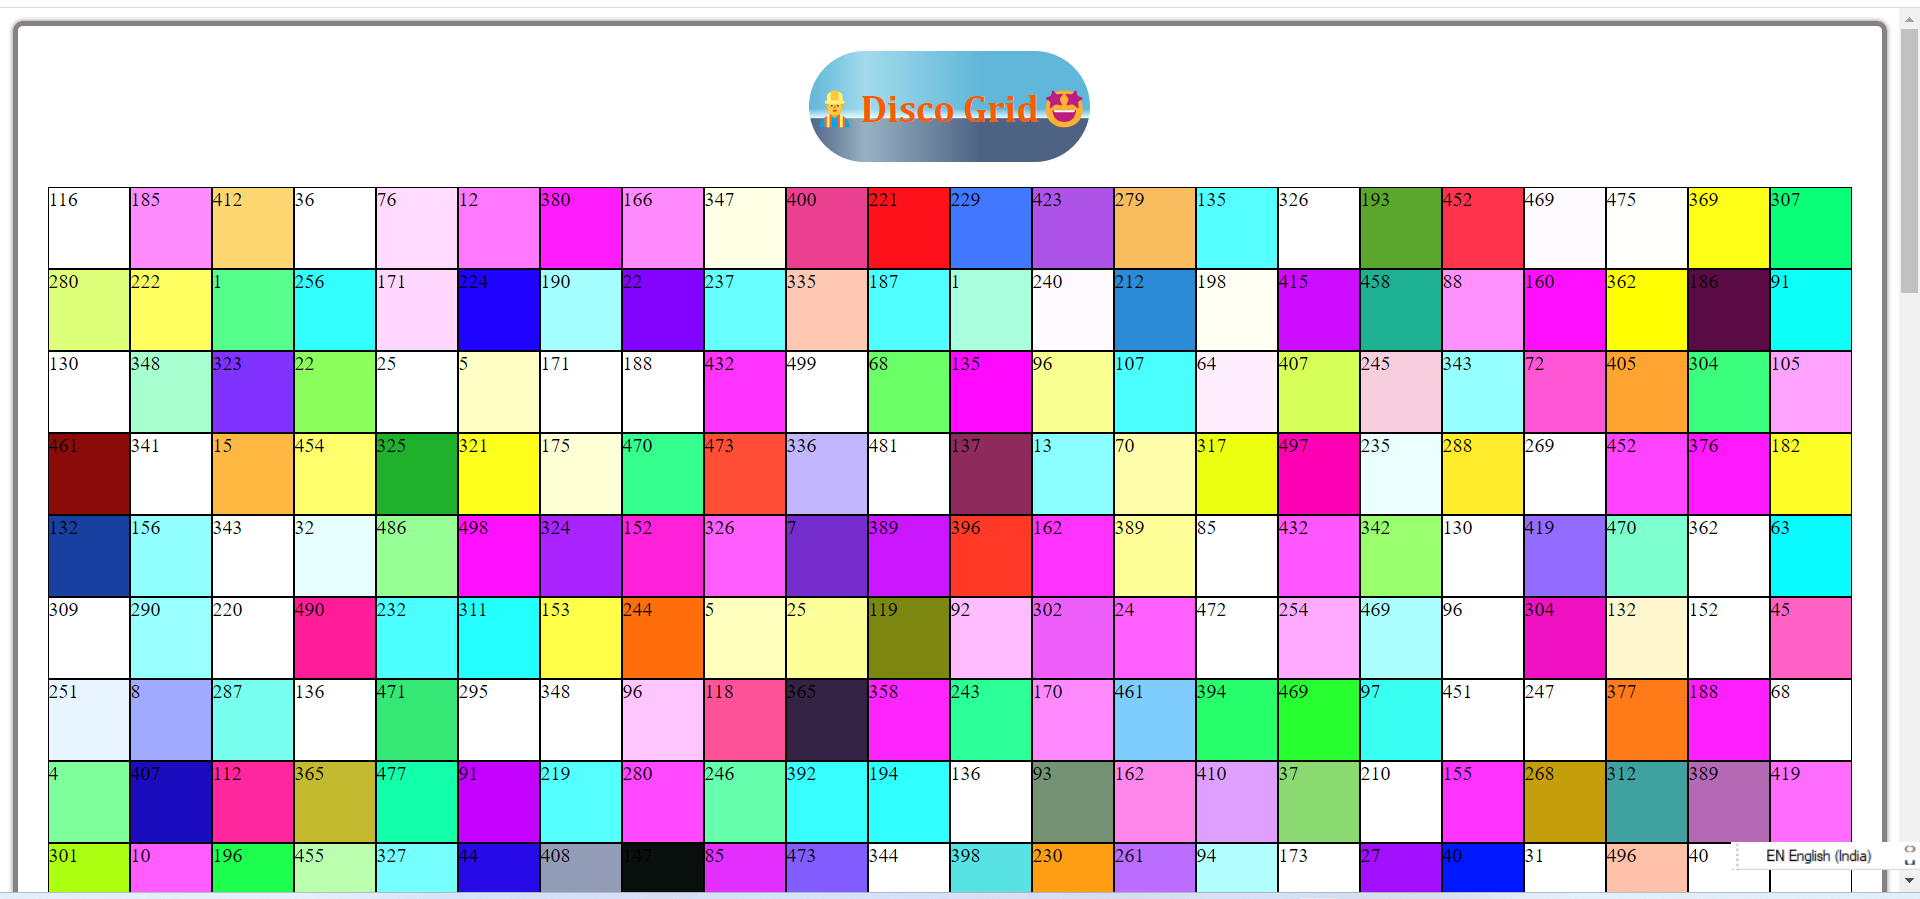 Disco Grid
116 185 412 36 76 12 380 166 347 400 221 229 423 279 135 326 193 452 469 475 369 307
280 222 1 256 171 224 190 22 237 335 187 1 240 212 198 415 458 88 160 362 186 91
130 348 323 22 25 5 171 188 432 499 68 135 96 107 64 407 245 343 72 405 304 105
461 341 15 454 325 321 175 470 473 336 481 137 13 70 317 497 235 288 269 452 376 182
132 156 343 32 486 498 324 152 326 7 389 396 162 389 85 432 342 130 419 470 362 63
309 290 220 490 232 311 153 244 5 25 119 92 302 24 472 254 469 96 304 132 152 45
251 8 287 136 471 295 348 96 118 365 358 243 170 461 394 469 97 451 247 377 188 68
4 407 112 365 477 91 219 280 246 392 194 136 93 162 410 37 210 155 268 312 389 419
301 10 196 455 327 44 408 147 85 473 344 398 230 261 94 173 27 40 31 496 40
EN English (India)